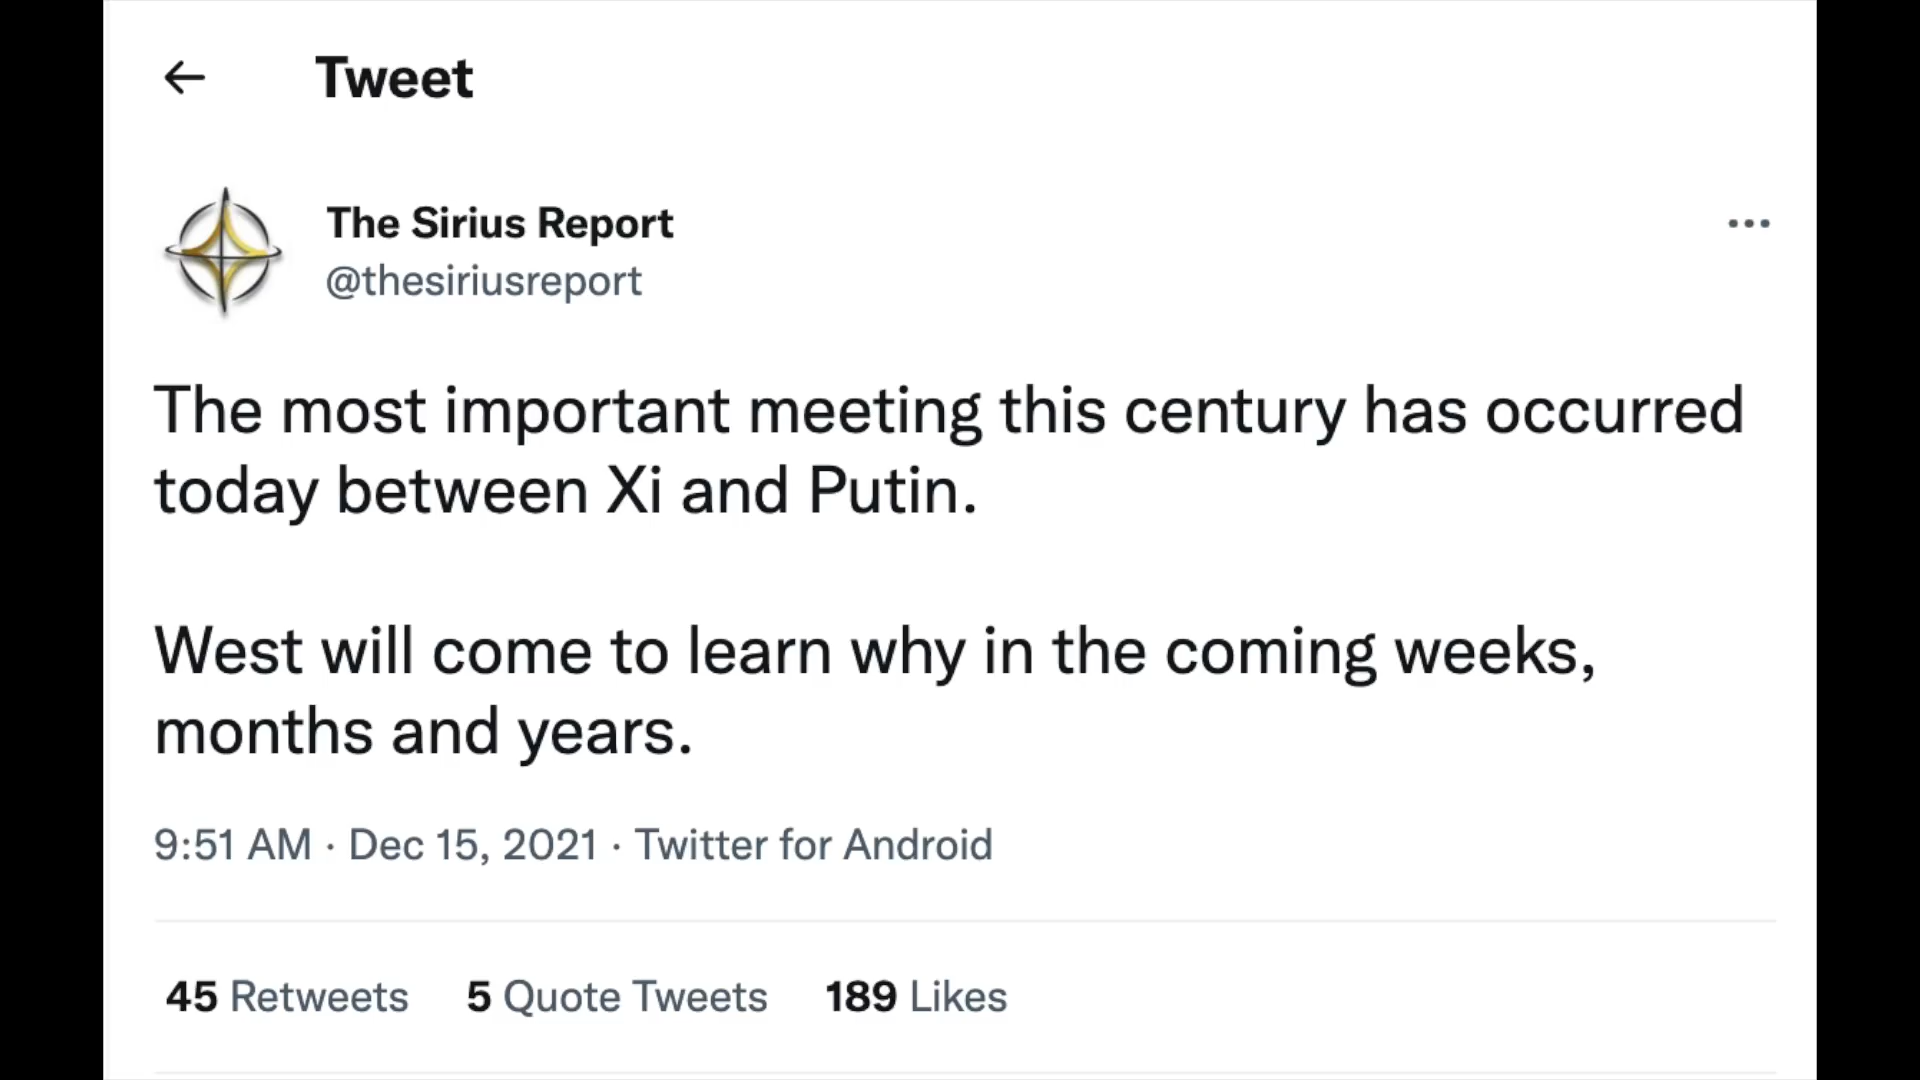 Tweet
The Sirius Report
@thesiriusreport
The most important meeting this century has occurred
today between Xi and Putin.
West will come to learn why in the coming weeks,
months and years.
9:51 AM · Dec 15, 2021 · Twitter for Android
45 Retweets 5 Quote Tweets 189 Likes